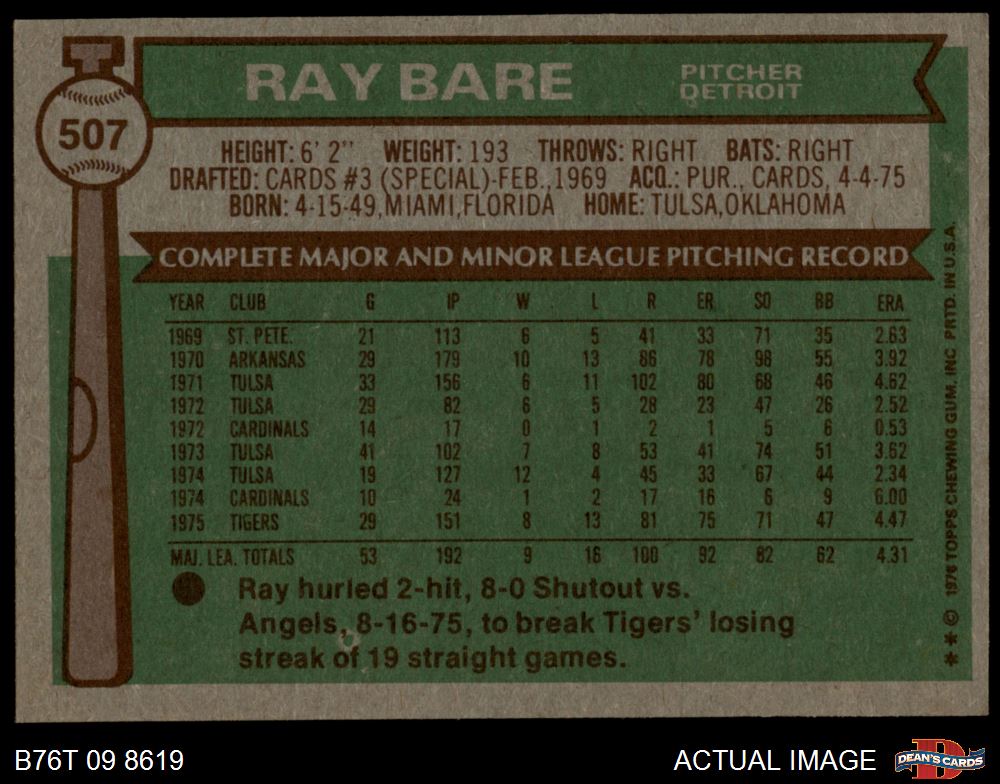 RAY BARE
PITCHER
DETROIT
507
HEIGHT: 6' 2" WEIGHT: 193 THROWS: RIGHT BATS: RIGHT
DRAFTED: CARDS #3 (SPECIAL)-FEB., 1969 ACQ.: PUR., CARDS, 4-4-75
BORN: 4-15-49, MIAMI, FLORIDA HOME: TULSA, OKLAHOMA
COMPLETE MAJOR AND MINOR LEAGUE PITCHING RECORD
YEAR CLUB G IP W L R ER SO BB ERA
1969 ST. PETE. 21 113 6 5 41 33 71 35 2.63
1970 ARKANSAS 29 179 10 13 86 78 98 55 3.92
1971 TULSA 33 156 6 11 102 80 68 46 4.62
1972 TULSA 29 82 6 5 28 23 47 26 2.52
1972 CARDINALS 14 17 0 1 2 1 5 6 0.53
1973 TULSA 41 102 7 8 53 41 74 51 3.62
1974 TULSA 19 127 12 4 45 33 67 44 2.34
1974 CARDINALS 10 24 1 2 17 16 6 9 6.00
1975 TIGERS 29 151 8 13 81 75 71 47 4.47
MAJ. LEA. TOTALS 53 192 9 16 100 92 82 62 4.31
Ray hurled 2-hit, 8-0 Shutout vs.
Angels, 8-16-75, to break Tigers' losing
streak of 19 straight games.
** © 1976 TOPPS CHEWING GUM, INC PRTD. IN U.S.A.
B76T 09 8619
ACTUAL IMAGE
D
DEAN'S CARDS